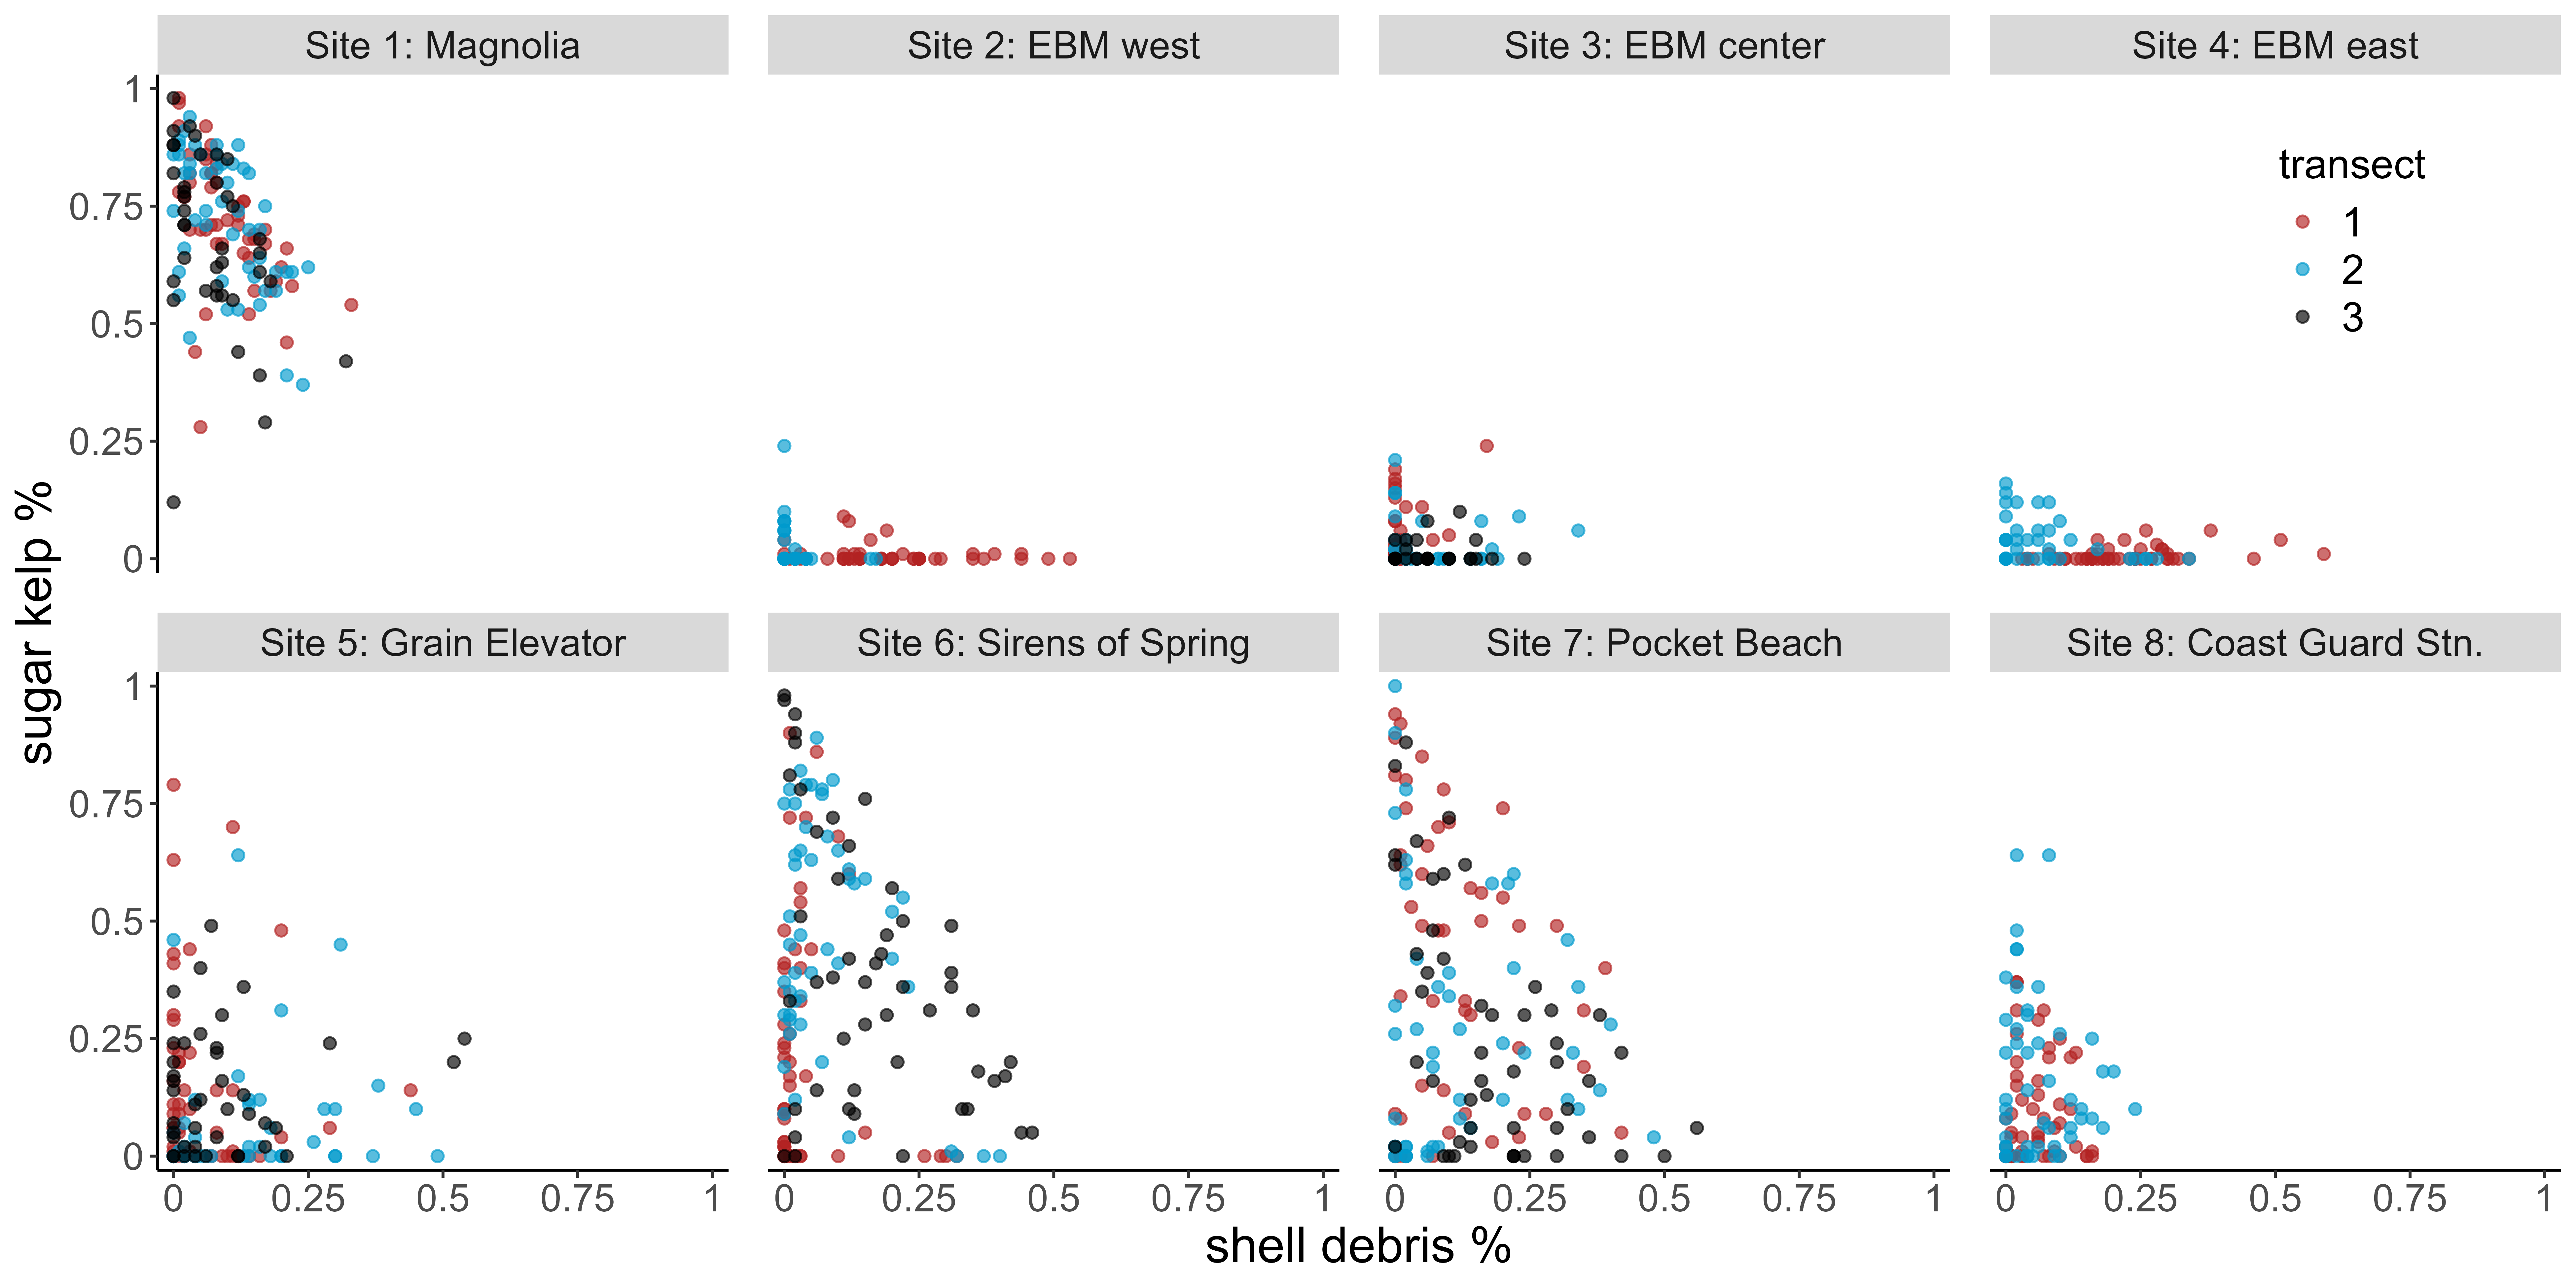 Site 1: Magnolia
Site 2: EBM west
Site 3: EBM center
Site 4: EBM east
1
0.75
0.5
0.25
0
transect
1
2
3
sugar kelp %
Site 5: Grain Elevator
Site 6: Sirens of Spring
Site 7: Pocket Beach
Site 8: Coast Guard Stn.
1
0.75
0.5
0.25
0
0 0.25 0.5 0.75 1
0 0.25 0.5 0.75 1
0 0.25 0.5 0.75 1
0 0.25 0.5 0.75 1
shell debris %